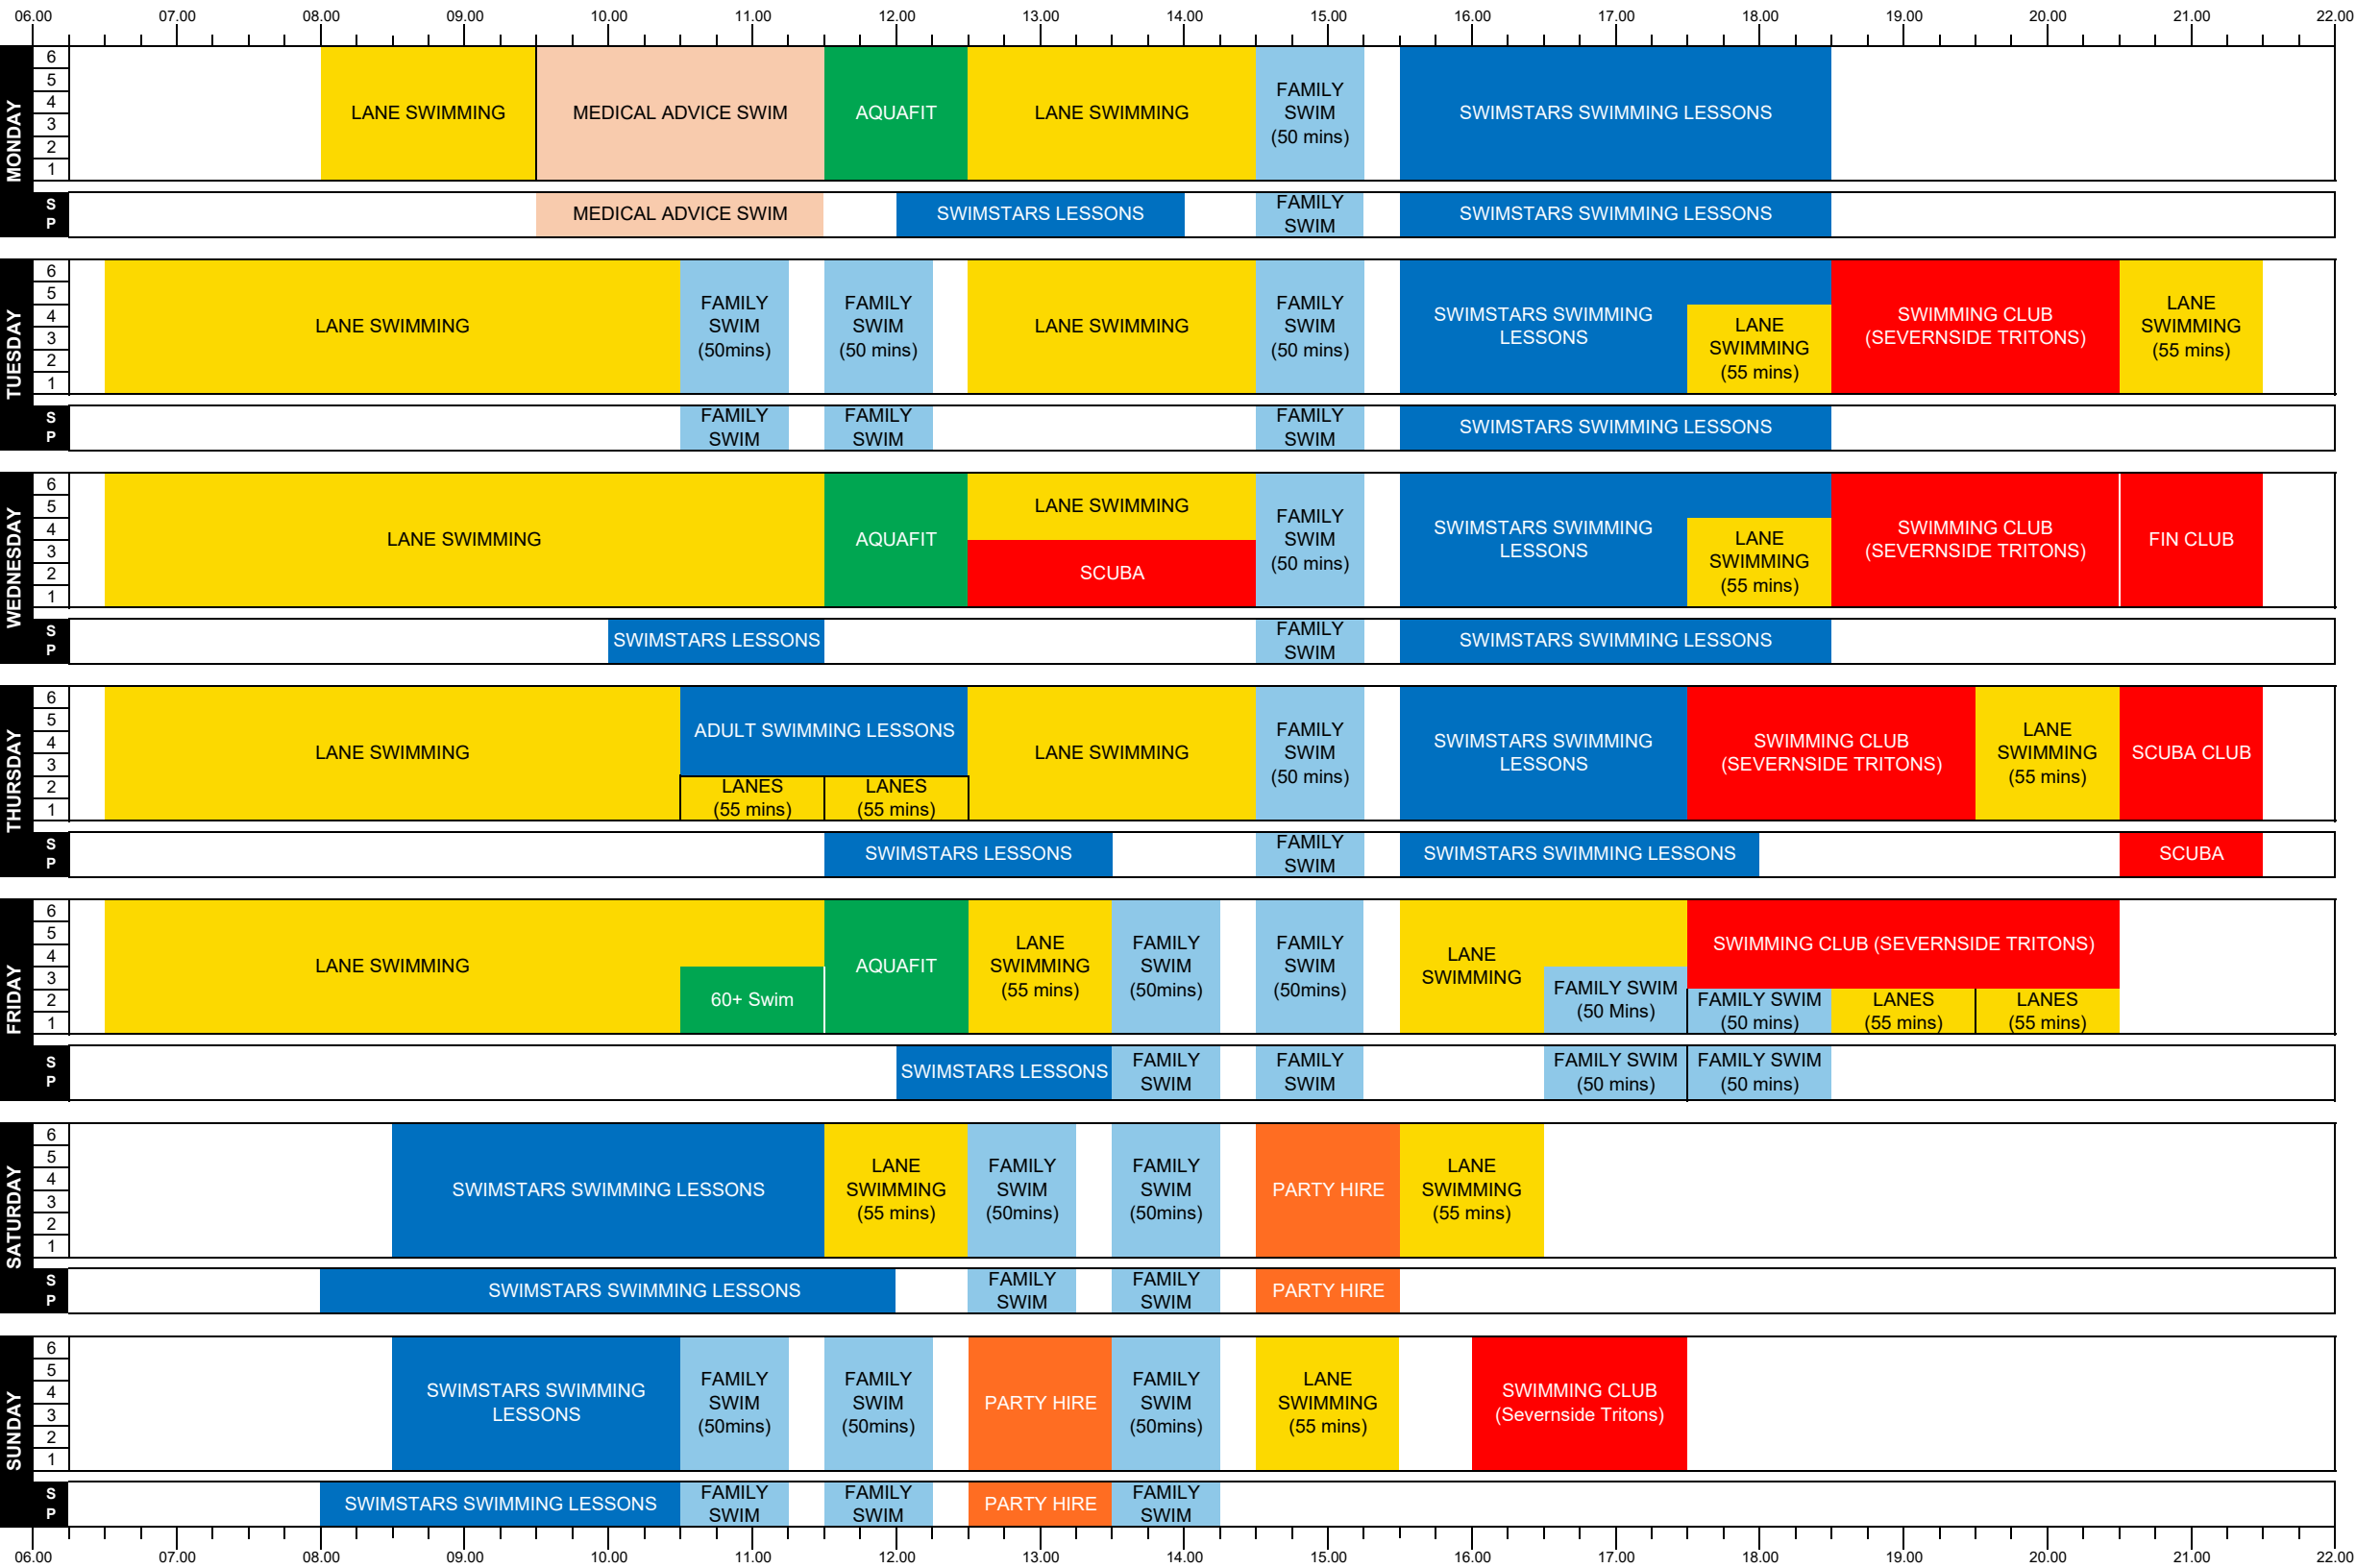 06.00 07.00 08.00 09.00 10.00 11.00 12.00 13.00 14.00 15.00 16.00 17.00 18.00 19.00 20.00 21.00 22.00
MONDAY
6
5
4
3
2
1
LANE SWIMMING
MEDICAL ADVICE SWIM
AQUAFIT
LANE SWIMMING
FAMILY
SWIM
(50 mins)
SWIMSTARS SWIMMING LESSONS
S
P
MEDICAL ADVICE SWIM
SWIMSTARS LESSONS
FAMILY
SWIM
SWIMSTARS SWIMMING LESSONS
TUESDAY
6
5
4
3
2
1
LANE SWIMMING
FAMILY
SWIM
(50mins)
FAMILY
SWIM
(50 mins)
LANE SWIMMING
FAMILY
SWIM
(50 mins)
SWIMSTARS SWIMMING
LESSONS
LANE
SWIMMING
(55 mins)
SWIMMING CLUB
(SEVERNSIDE TRITONS)
LANE
SWIMMING
(55 mins)
S
P
FAMILY
SWIM
FAMILY
SWIM
FAMILY
SWIM
SWIMSTARS SWIMMING LESSONS
WEDNESDAY
6
5
4
3
2
1
LANE SWIMMING
AQUAFIT
LANE SWIMMING
SCUBA
FAMILY
SWIM
(50 mins)
SWIMSTARS SWIMMING
LESSONS
LANE
SWIMMING
(55 mins)
SWIMMING CLUB
(SEVERNSIDE TRITONS)
FIN CLUB
S
P
SWIMSTARS LESSONS
FAMILY
SWIM
SWIMSTARS SWIMMING LESSONS
THURSDAY
6
5
4
3
2
1
LANE SWIMMING
ADULT SWIMMING LESSONS
LANES
(55 mins)
LANES
(55 mins)
LANE SWIMMING
FAMILY
SWIM
(50 mins)
SWIMSTARS SWIMMING
LESSONS
SWIMMING CLUB
(SEVERNSIDE TRITONS)
LANE
SWIMMING
(55 mins)
SCUBA CLUB
S
P
SWIMSTARS LESSONS
FAMILY
SWIM
SWIMSTARS SWIMMING LESSONS
SCUBA
FRIDAY
6
5
4
3
2
1
LANE SWIMMING
60+ Swim
AQUAFIT
LANE
SWIMMING
(55 mins)
FAMILY
SWIM
(50mins)
FAMILY
SWIM
(50mins)
LANE
SWIMMING
FAMILY SWIM
(50 Mins)
SWIMMING CLUB (SEVERNSIDE TRITONS)
FAMILY SWIM
(50 mins)
LANES
(55 mins)
LANES
(55 mins)
S
P
SWIMSTARS LESSONS
FAMILY
SWIM
FAMILY
SWIM
FAMILY SWIM
(50 mins)
FAMILY SWIM
(50 mins)
SATURDAY
6
5
4
3
2
1
SWIMSTARS SWIMMING LESSONS
LANE
SWIMMING
(55 mins)
FAMILY
SWIM
(50mins)
FAMILY
SWIM
(50mins)
PARTY HIRE
LANE
SWIMMING
(55 mins)
S
P
SWIMSTARS SWIMMING LESSONS
FAMILY
SWIM
FAMILY
SWIM
PARTY HIRE
SUNDAY
6
5
4
3
2
1
SWIMSTARS SWIMMING
LESSONS
FAMILY
SWIM
(50mins)
FAMILY
SWIM
(50mins)
PARTY HIRE
FAMILY
SWIM
(50mins)
LANE
SWIMMING
(55 mins)
SWIMMING CLUB
(Severnside Tritons)
S
P
SWIMSTARS SWIMMING LESSONS
FAMILY
SWIM
FAMILY
SWIM
PARTY HIRE
FAMILY
SWIM
06.00 07.00 08.00 09.00 10.00 11.00 12.00 13.00 14.00 15.00 16.00 17.00 18.00 19.00 20.00 21.00 22.00